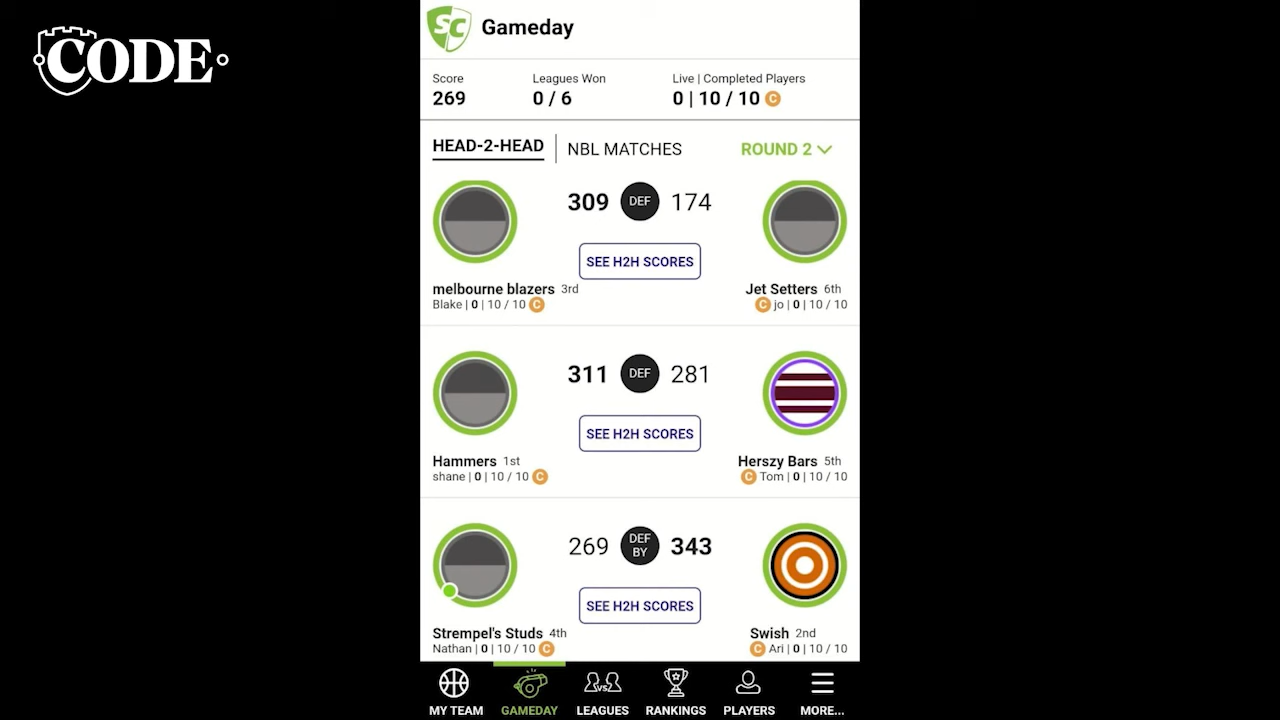 CODE
SC Gameday
Score Leagues Won Live | Completed Players
269 0 / 6 0 | 10 / 10 C
HEAD-2-HEAD NBL MATCHES ROUND 2
309 DEF 174
SEE H2H SCORES
melbourne blazers 3rd Jet Setters 6th
Blake | 0 | 10 / 10 C C jo | 0 | 10 / 10
311 DEF 281
SEE H2H SCORES
Hammers 1st Herszy Bars 5th
shane | 0 | 10 / 10 C C Tom | 0 | 10 / 10
269 DEF BY 343
SEE H2H SCORES
Strempel's Studs 4th Swish 2nd
Nathan | 0 | 10 / 10 C C Ari | 0 | 10 / 10
VS
MY TEAM GAMEDAY LEAGUES RANKINGS PLAYERS MORE...